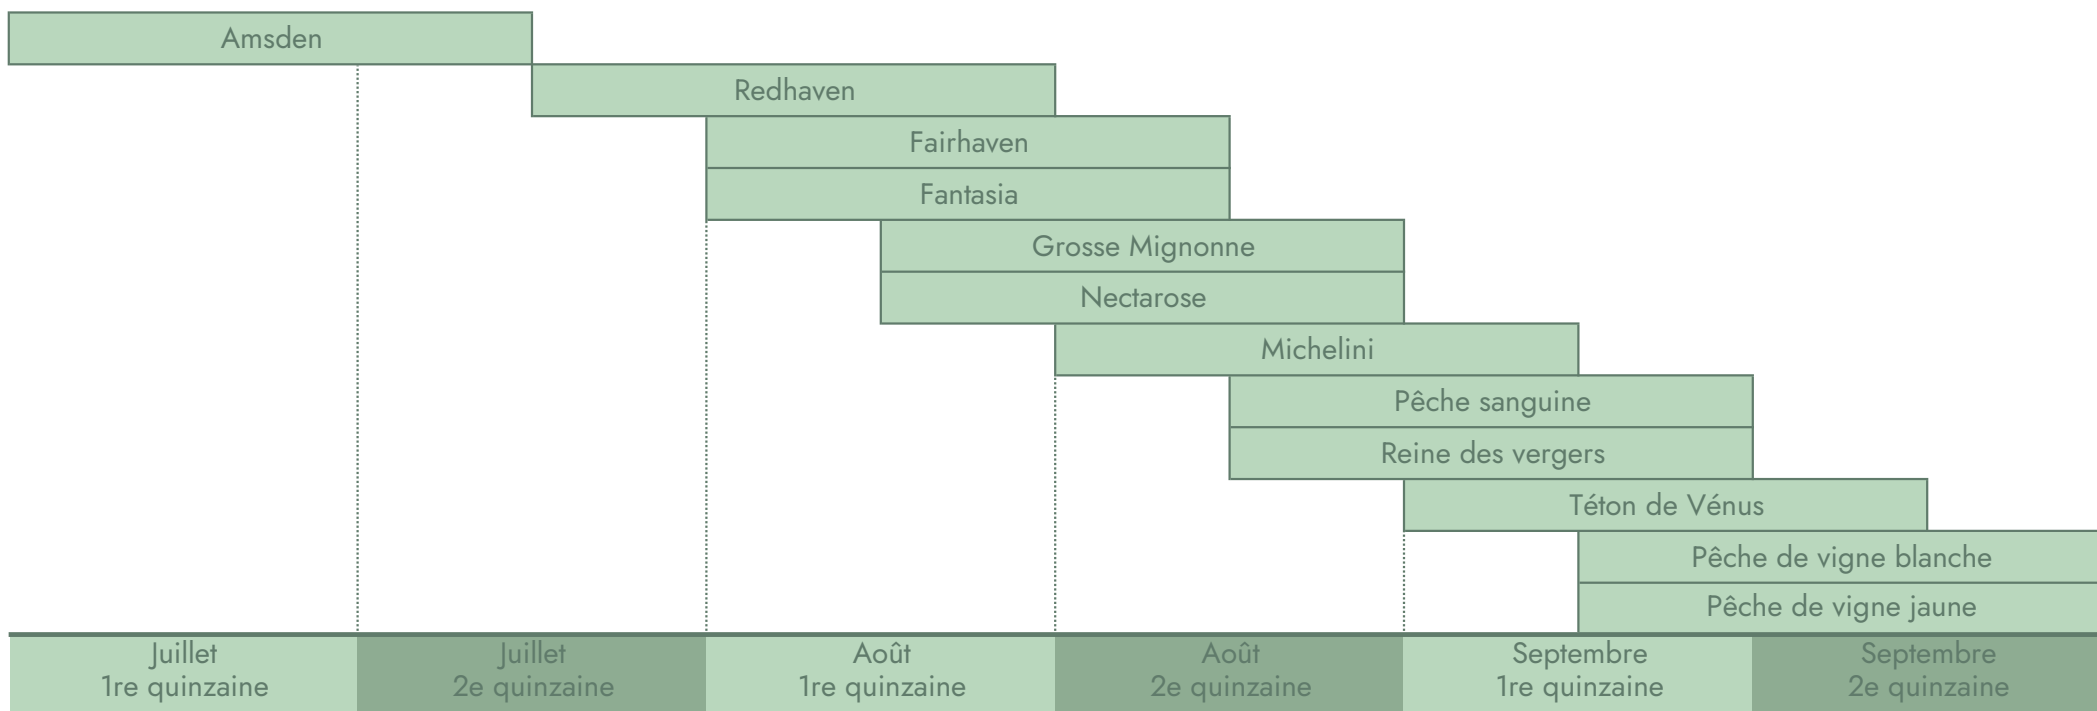 Amsden
Redhaven
Fairhaven
Fantasia
Grosse Mignonne
Nectarose
Michelini
Pêche sanguine
Reine des vergers
Téton de Vénus
Pêche de vigne blanche
Pêche de vigne jaune
Juillet
1re quinzaine
Juillet
2e quinzaine
Août
1re quinzaine
Août
2e quinzaine
Septembre
1re quinzaine
Septembre
2e quinzaine